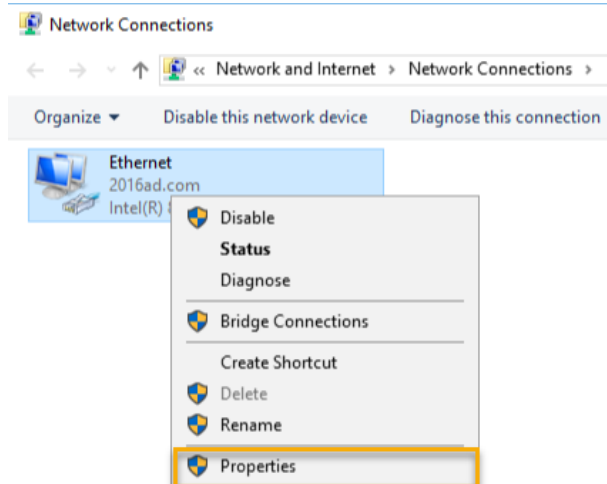 Network Connections
« Network and Internet > Network Connections >
Organize Disable this network device Diagnose this connection
Ethernet
2016ad.com
Intel(R)
Disable
Status
Diagnose
Bridge Connections
Create Shortcut
Delete
Rename
Properties